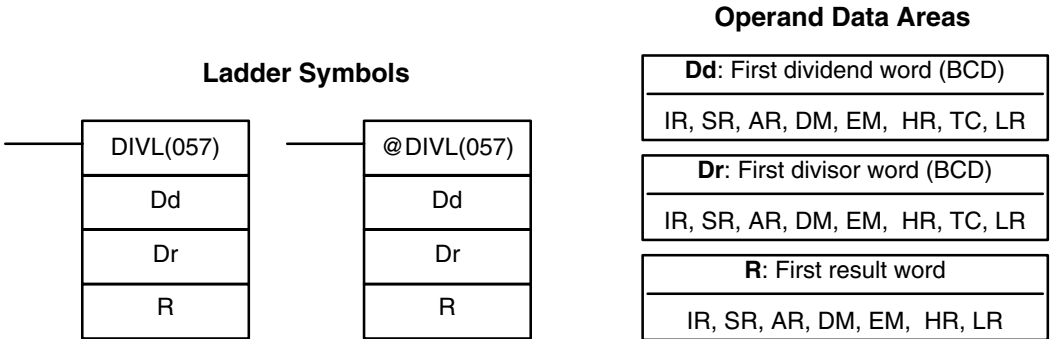 Operand Data Areas
Ladder Symbols
Dd: First dividend word (BCD)
IR, SR, AR, DM, EM, HR, TC, LR
Dr: First divisor word (BCD)
IR, SR, AR, DM, EM, HR, TC, LR
R: First result word
IR, SR, AR, DM, EM, HR, LR
DIVL(057)
Dd
Dr
R
@DIVL(057)
Dd
Dr
R